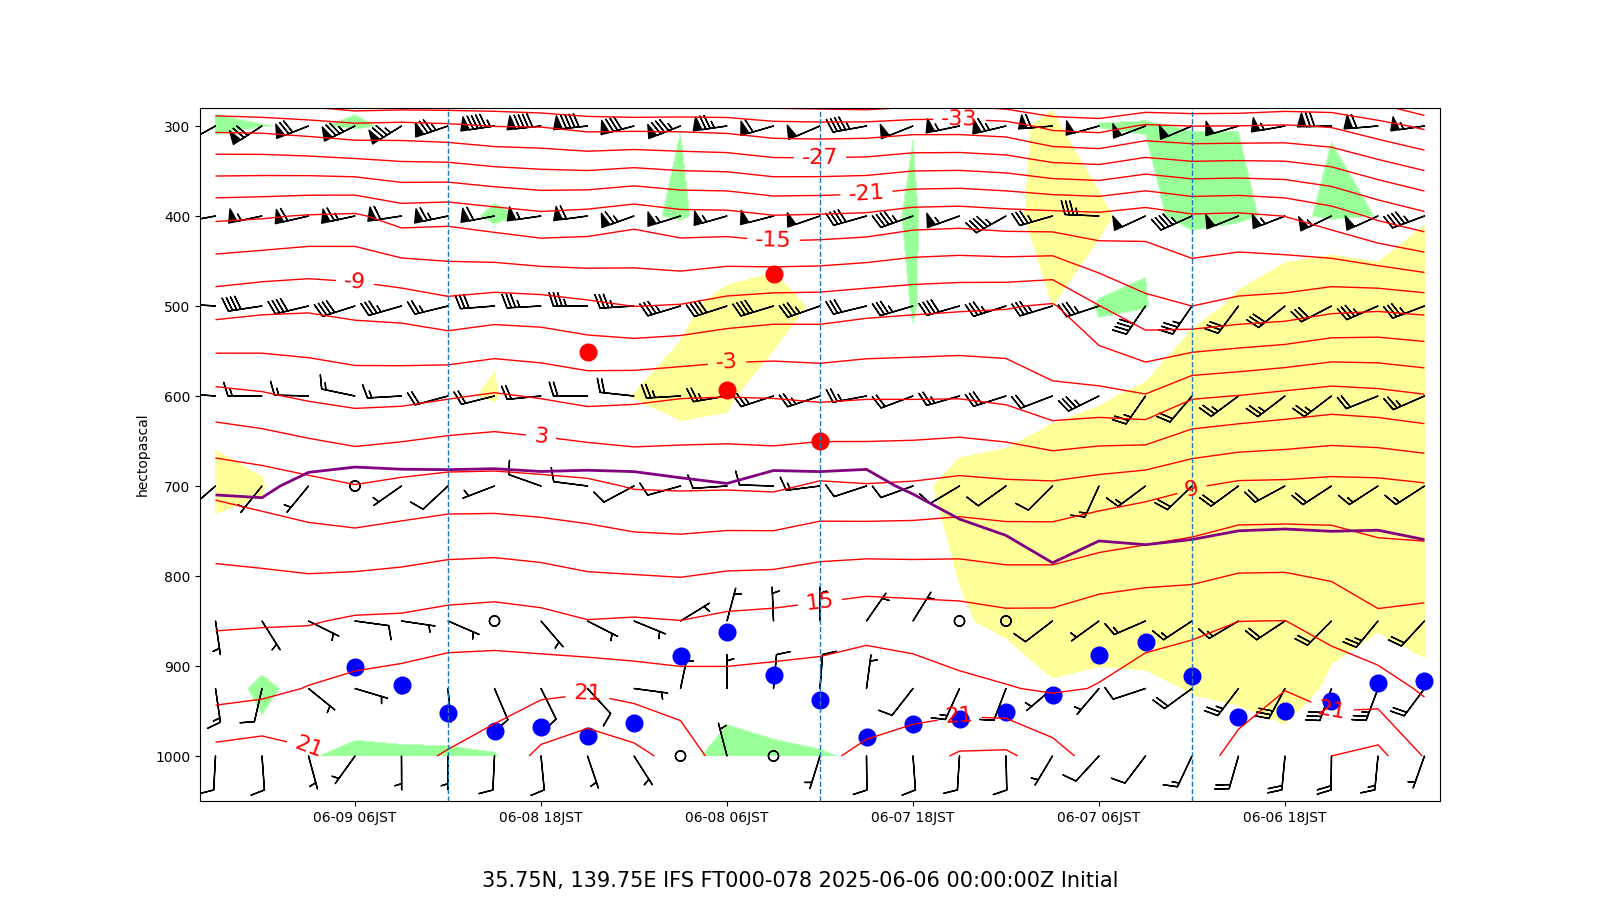 300
400
500
600
700
800
900
1000
hectopascal
-33
-27
-21
-15
-9
-3
3
9
15
21
21
21
21
06-09 06JST
06-08 18JST
06-08 06JST
06-07 18JST
06-07 06JST
06-06 18JST
35.75N, 139.75E IFS FT000-078 2025-06-06 00:00:00Z Initial